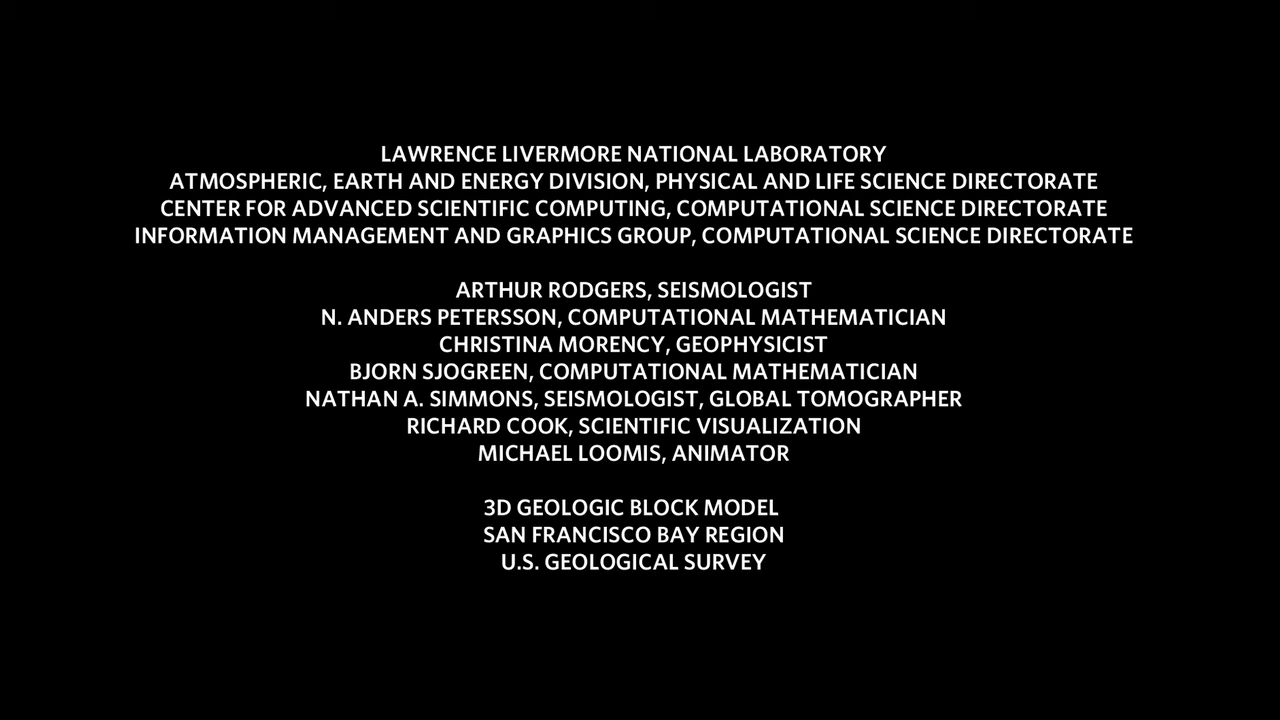 LAWRENCE LIVERMORE NATIONAL LABORATORY
ATMOSPHERIC, EARTH AND ENERGY DIVISION, PHYSICAL AND LIFE SCIENCE DIRECTORATE
CENTER FOR ADVANCED SCIENTIFIC COMPUTING, COMPUTATIONAL SCIENCE DIRECTORATE
INFORMATION MANAGEMENT AND GRAPHICS GROUP, COMPUTATIONAL SCIENCE DIRECTORATE
ARTHUR RODGERS, SEISMOLOGIST
N. ANDERS PETERSSON, COMPUTATIONAL MATHEMATICIAN
CHRISTINA MORENCY, GEOPHYSICIST
BJORN SJOGREEN, COMPUTATIONAL MATHEMATICIAN
NATHAN A. SIMMONS, SEISMOLOGIST, GLOBAL TOMOGRAPHER
RICHARD COOK, SCIENTIFIC VISUALIZATION
MICHAEL LOOMIS, ANIMATOR
3D GEOLOGIC BLOCK MODEL
SAN FRANCISCO BAY REGION
U.S. GEOLOGICAL SURVEY